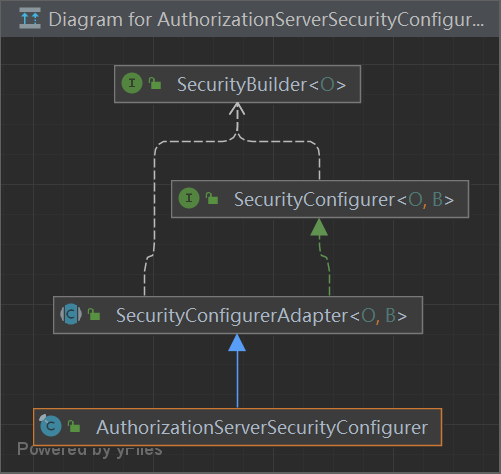 Diagram for AuthorizationServerSecurityConfigur...
I SecurityBuilder<O>
I SecurityConfigurer<O, B>
C SecurityConfigurerAdapter<O, B>
C AuthorizationServerSecurityConfigurer
Powered by yFiles